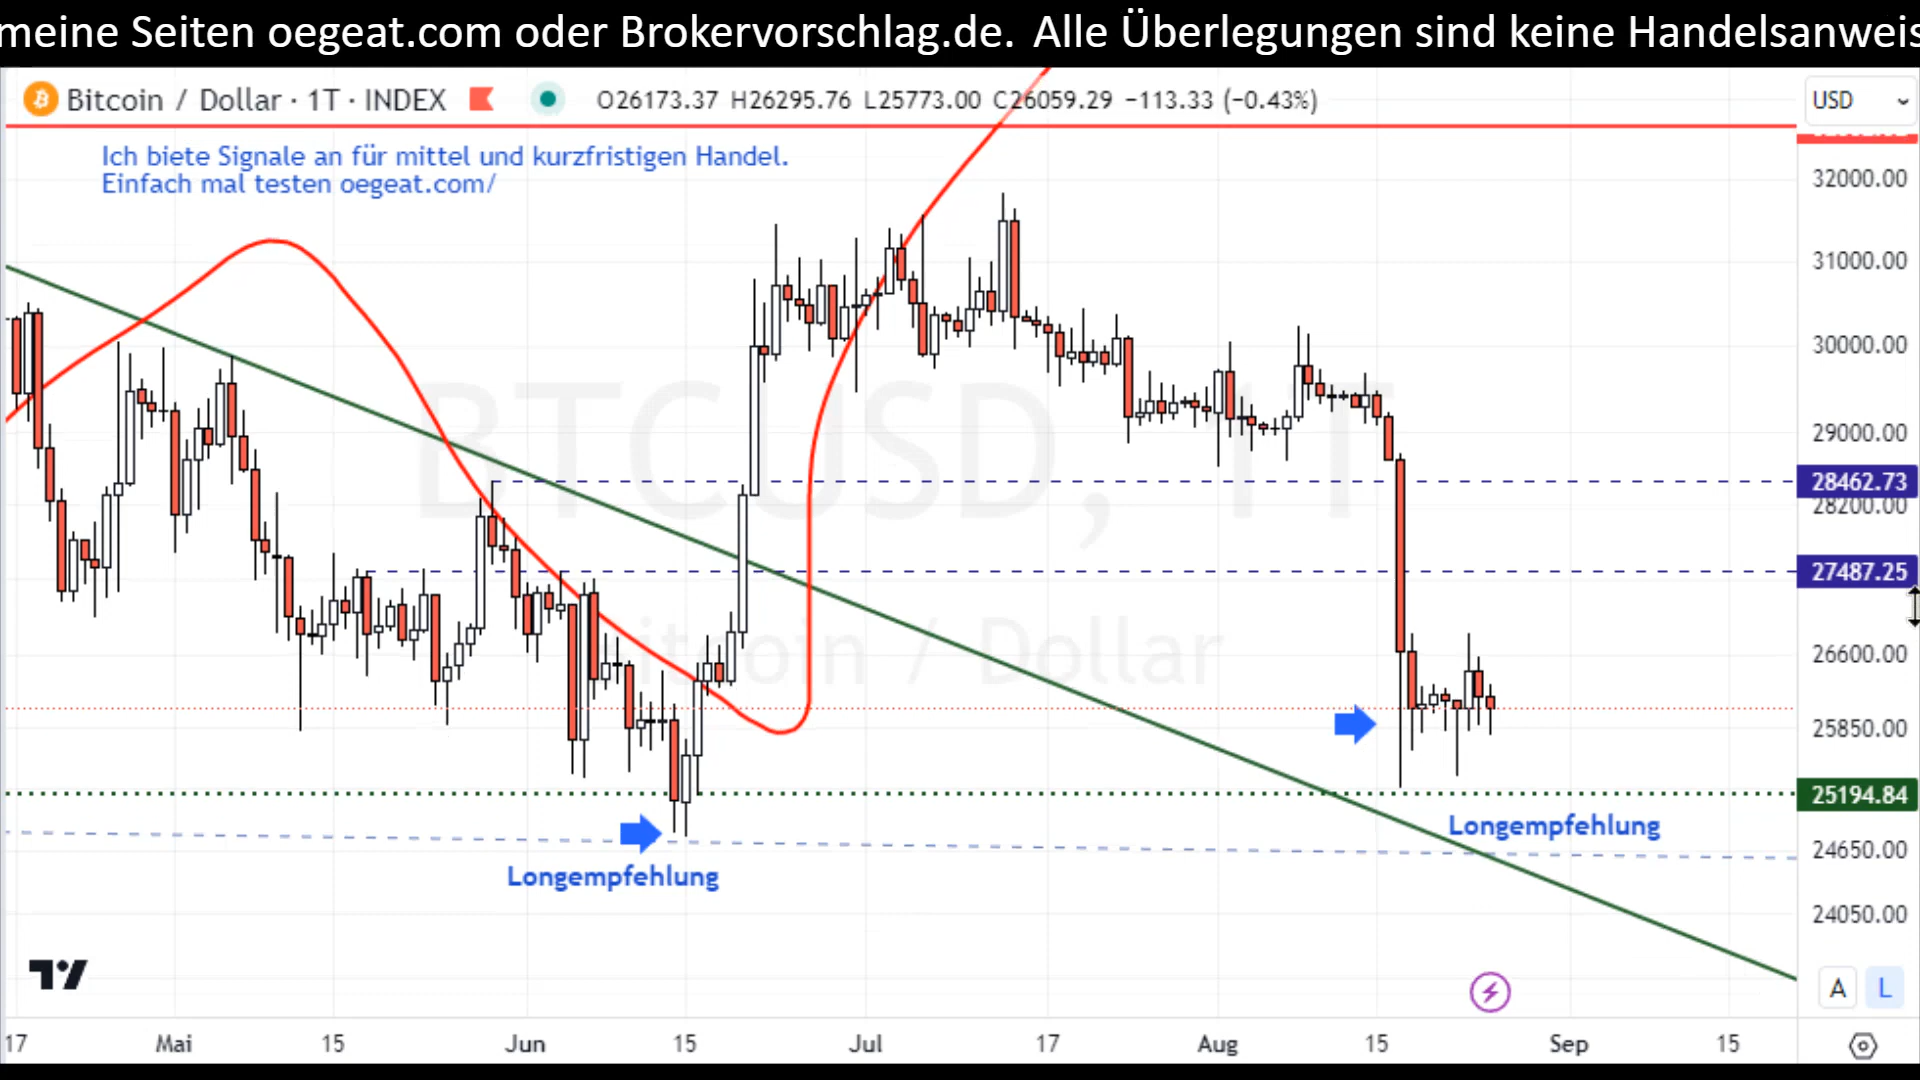 meine Seiten oegeat.com oder Brokervorschlag.de. Alle Überlegungen sind keine Handelsanweis
Bitcoin / Dollar · 1T · INDEX O26173.37 H26295.76 L25773.00 C26059.29 −113.33 (−0.43%)
USD
Ich biete Signale an für mittel und kurzfristigen Handel.
Einfach mal testen oegeat.com/
32000.00
31000.00
30000.00
BTCUSD, 1T
29000.00
28462.73
28200.00
27487.25
Bitcoin / Dollar
26600.00
25850.00
25194.84
Longempfehlung
24650.00
Longempfehlung
24050.00
A L
17 Mai 15 Jun 15 Jul 17 Aug 15 Sep 15